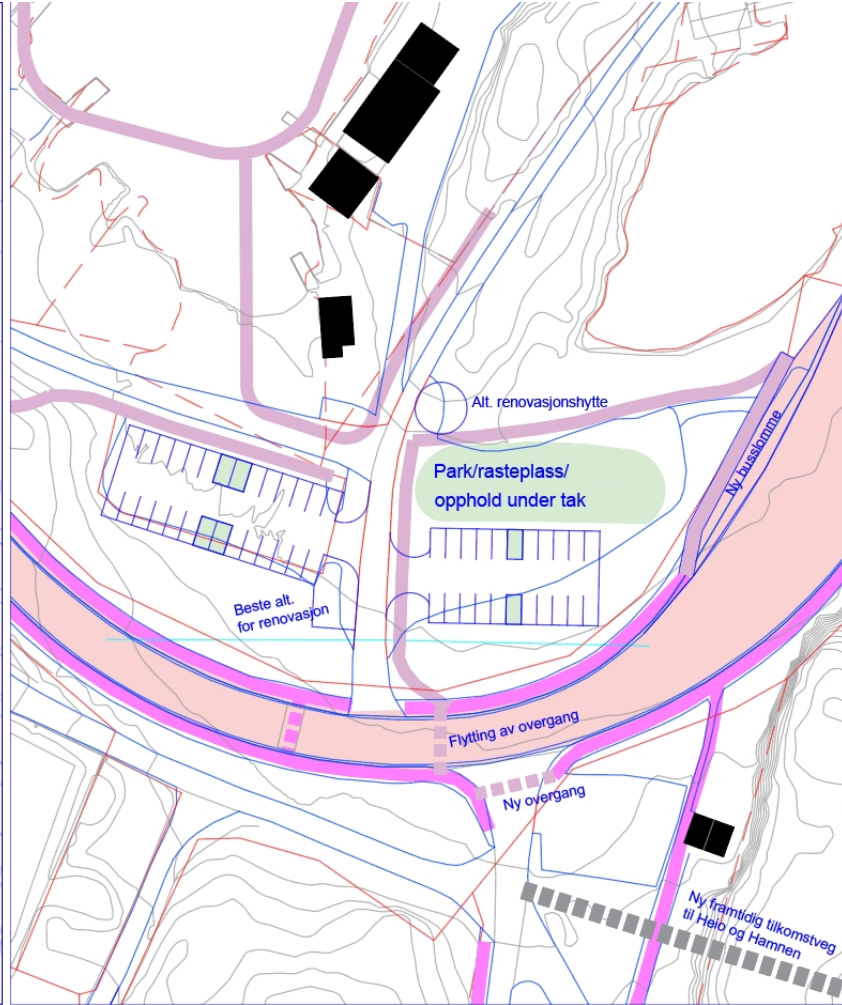 Alt. renovasjonshytte
Park/rasteplass/
opphold under tak
Ny busslomme
Beste alt.
for renovasjon
Flytting av overgang
Ny overgang
Ny framtidig tilkomstveg
til Heio og Hamnen